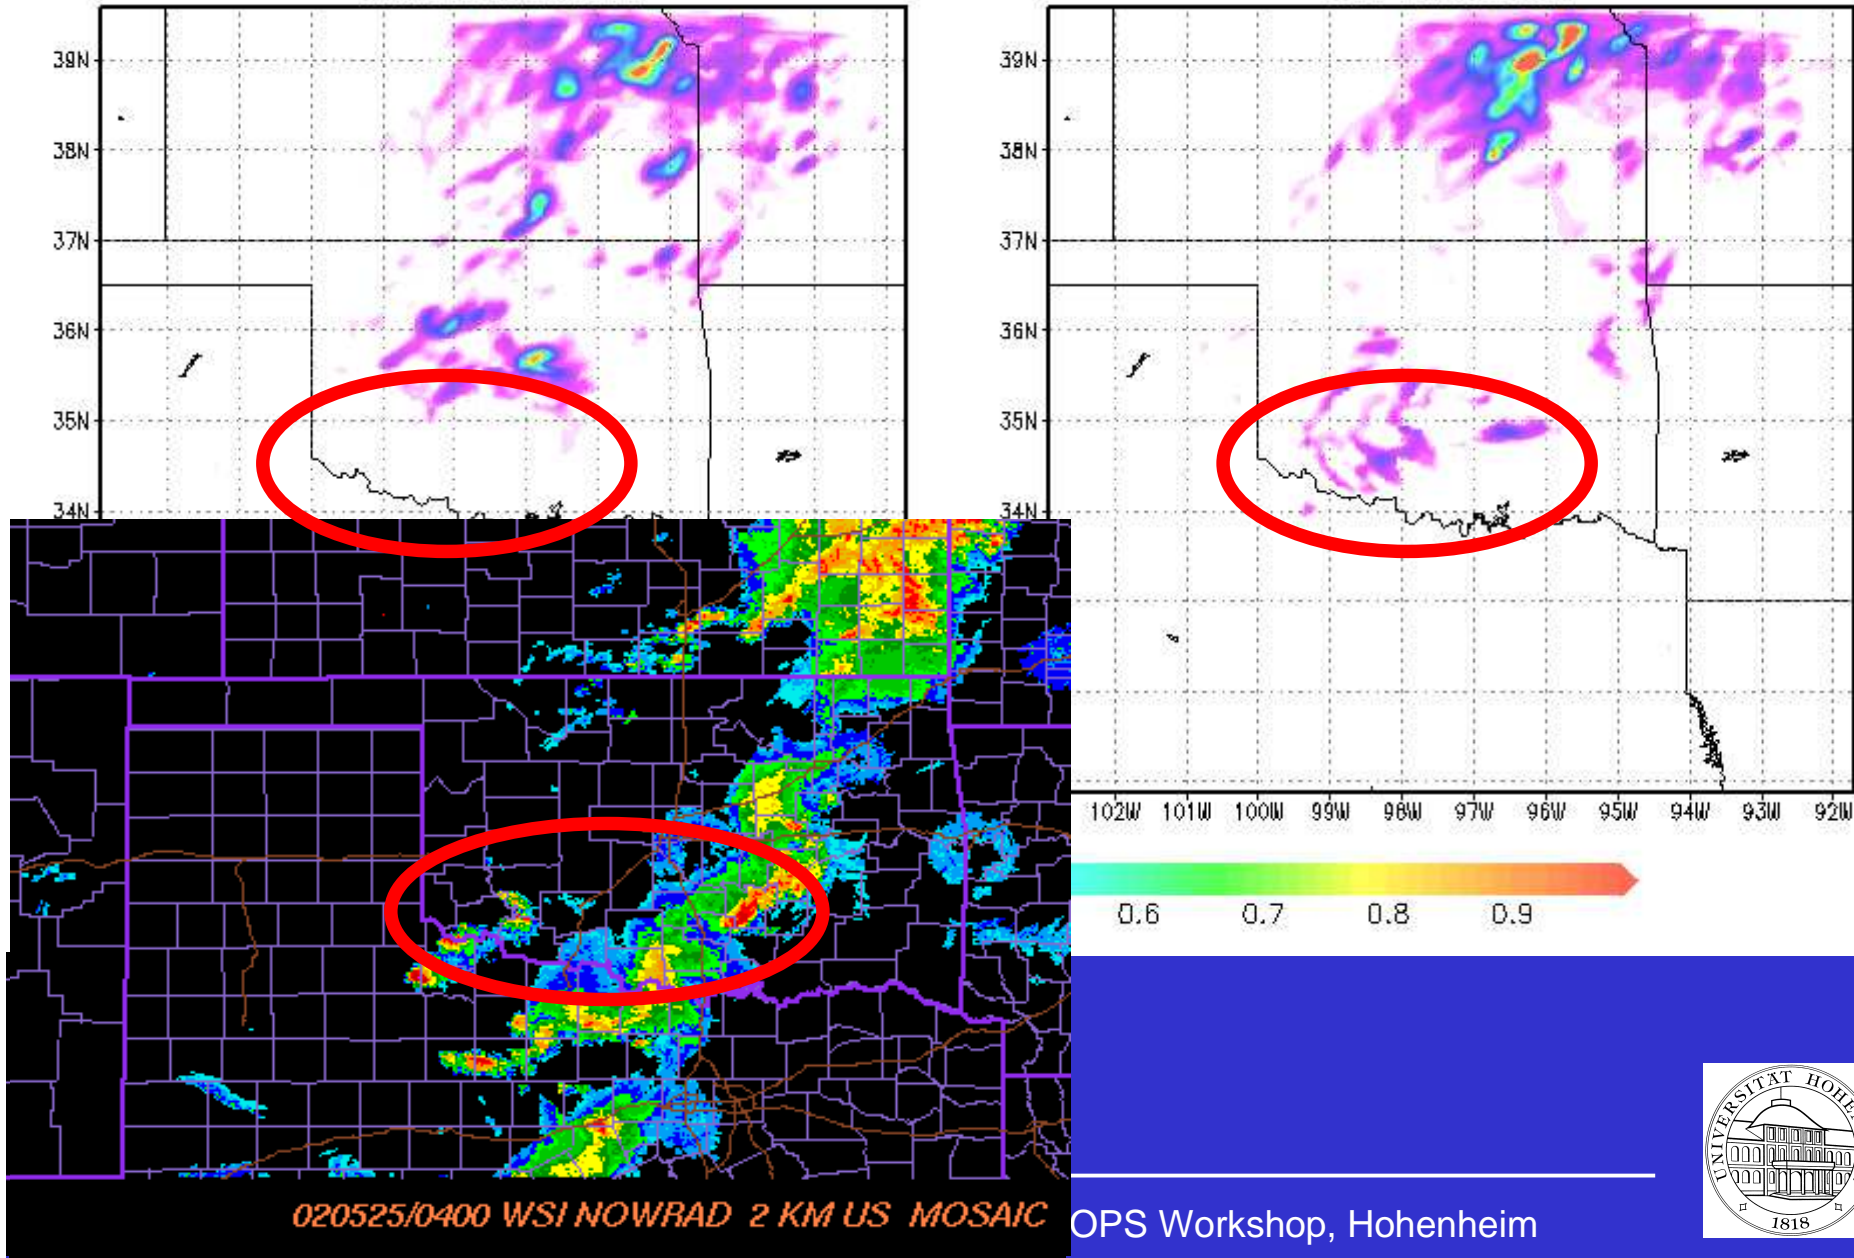 39N
38N
37N
36N
35N
34N
39N
38N
37N
36N
35N
34N
102W 101W 100W 99W 98W 97W 96W 95W 94W 93W 92W
0.6 0.7 0.8 0.9
020525/0400 WSI NOWRAD 2 KM US MOSAIC
OPS Workshop, Hohenheim
UNIVERSITÄT HOHE
1818